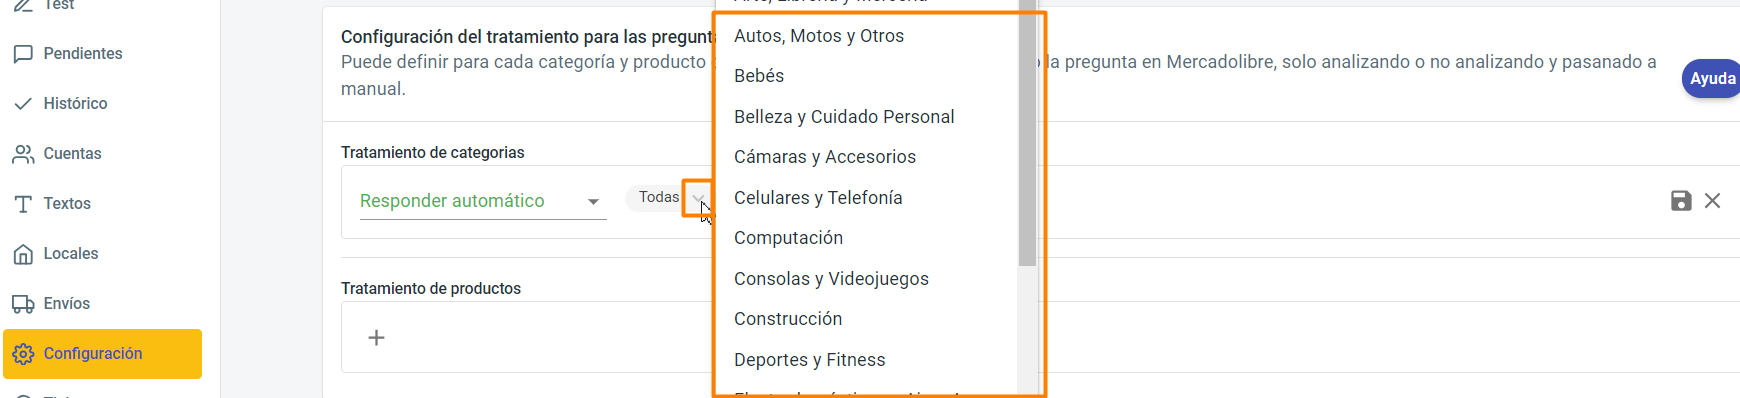 Test
Pendientes
Histórico
Cuentas
Textos
Locales
Envíos
Configuración
Configuración del tratamiento para las
Puede definir para cada categoría y producto
la pregunta en Mercadolibre, solo analizando o no analizando y pasanado a
manual.
Ayuda
Tratamiento de categorias
Responder automático
Todas
Tratamiento de productos
+
Autos, Motos y Otros
Bebés
Belleza y Cuidado Personal
Cámaras y Accesorios
Celulares y Telefonía
Computación
Consolas y Videojuegos
Construcción
Deportes y Fitness